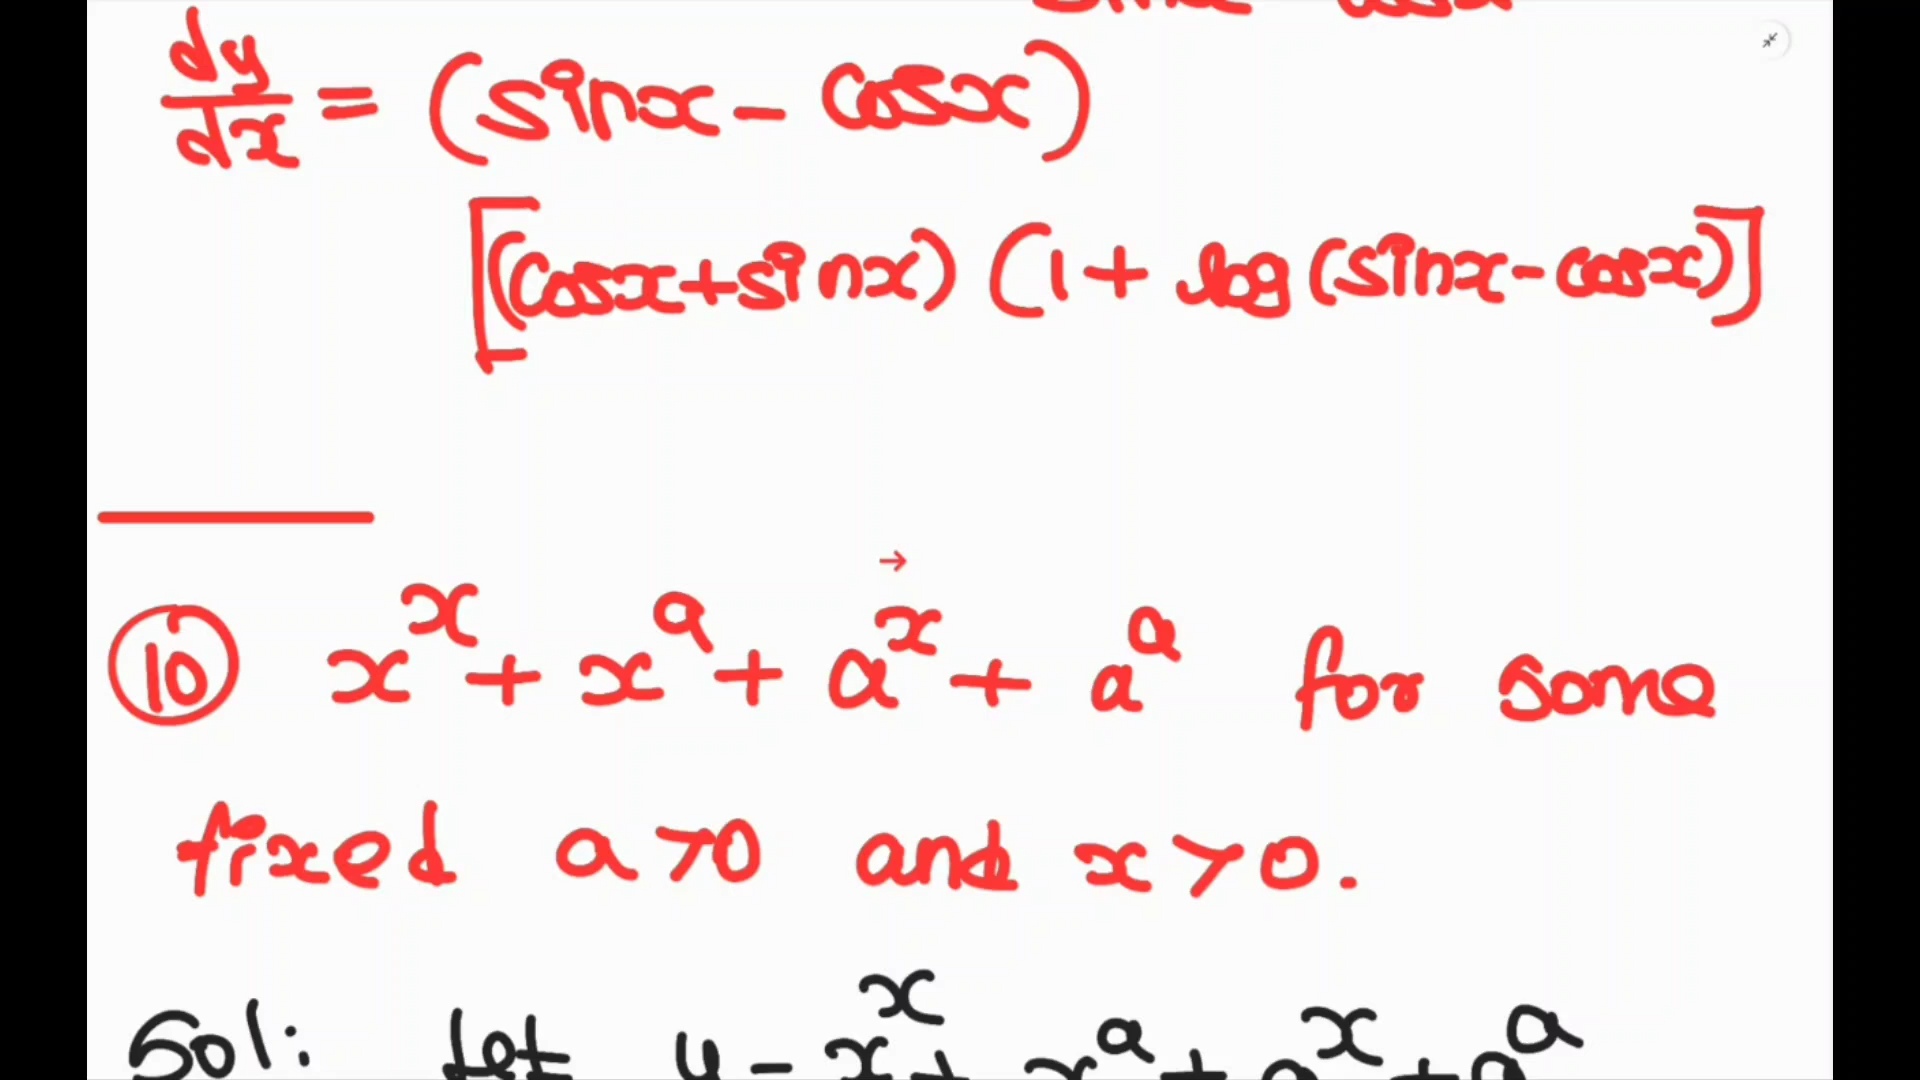 dy/dx = (sinx - cosx)
[(cosx+sinx) (1 + log (sinx-cosx)]
10 x^x + x^a + a^x + a^a for some
fixed a>0 and x>0.
Sol: Let y = x^x + x^a + a^x + a^a